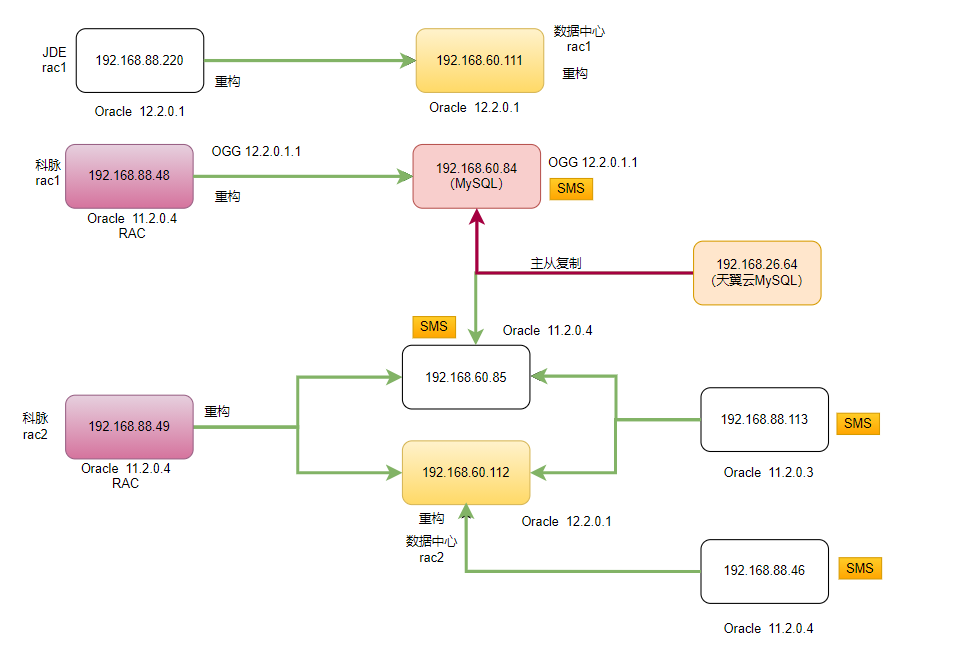 JDE
rac1
192.168.88.220
Oracle  12.2.0.1
重构
192.168.60.111
Oracle  12.2.0.1
数据中心
rac1
重构
科脉
rac1
192.168.88.48
Oracle  11.2.0.4
RAC
OGG 12.2.0.1.1
重构
192.168.60.84
（MySQL）
OGG 12.2.0.1.1
SMS
主从复制
192.168.26.64
（天翼云MySQL）
SMS
Oracle  11.2.0.4
192.168.60.85
科脉
rac2
192.168.88.49
Oracle  11.2.0.4
RAC
重构
192.168.60.112
重构
数据中心
rac2
Oracle  12.2.0.1
192.168.88.113
SMS
Oracle  11.2.0.3
192.168.88.46
SMS
Oracle  11.2.0.4